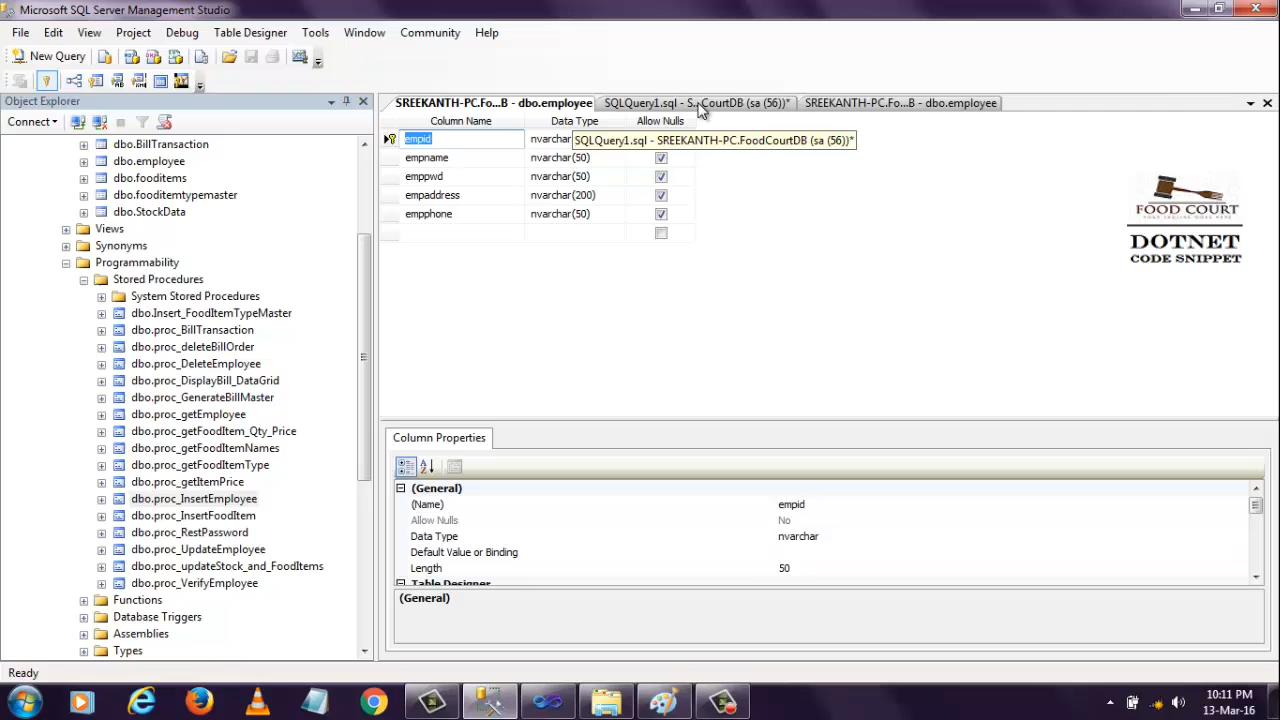 Microsoft SQL Server Management Studio
File Edit View Project Debug Table Designer Tools Window Community Help
New Query
Object Explorer
Connect
dbo.BillTransaction
dbo.employee
dbo.fooditems
dbo.fooditemtypemaster
dbo.StockData
Views
Synonyms
Programmability
Stored Procedures
System Stored Procedures
dbo.Insert_FoodItemTypeMaster
dbo.proc_BillTransaction
dbo.proc_deleteBillOrder
dbo.proc_DeleteEmployee
dbo.proc_DisplayBill_DataGrid
dbo.proc_GenerateBillMaster
dbo.proc_getEmployee
dbo.proc_getFoodItem_Qty_Price
dbo.proc_getFoodItemNames
dbo.proc_getFoodItemType
dbo.proc_getItemPrice
dbo.proc_InsertEmployee
dbo.proc_InsertFoodItem
dbo.proc_RestPassword
dbo.proc_UpdateEmployee
dbo.proc_updateStock_and_FoodItems
dbo.proc_VerifyEmployee
Functions
Database Triggers
Assemblies
Types
SREEKANTH-PC.Fo...B - dbo.employee SQLQuery1.sql - S...CourtDB (sa (56))* SREEKANTH-PC.Fo...B - dbo.employee
Column Name Data Type Allow Nulls
empid nvarchar
SQLQuery1.sql - SREEKANTH-PC.FoodCourtDB (sa (56))*
empname nvarchar(50)
emppwd nvarchar(50)
empaddress nvarchar(200)
empphone nvarchar(50)
FOOD COURT
DOTNET
CODE SNIPPET
Column Properties
(General)
(Name) empid
Allow Nulls No
Data Type nvarchar
Default Value or Binding
Length 50
Table Designer
(General)
Ready
10:11 PM
13-Mar-16